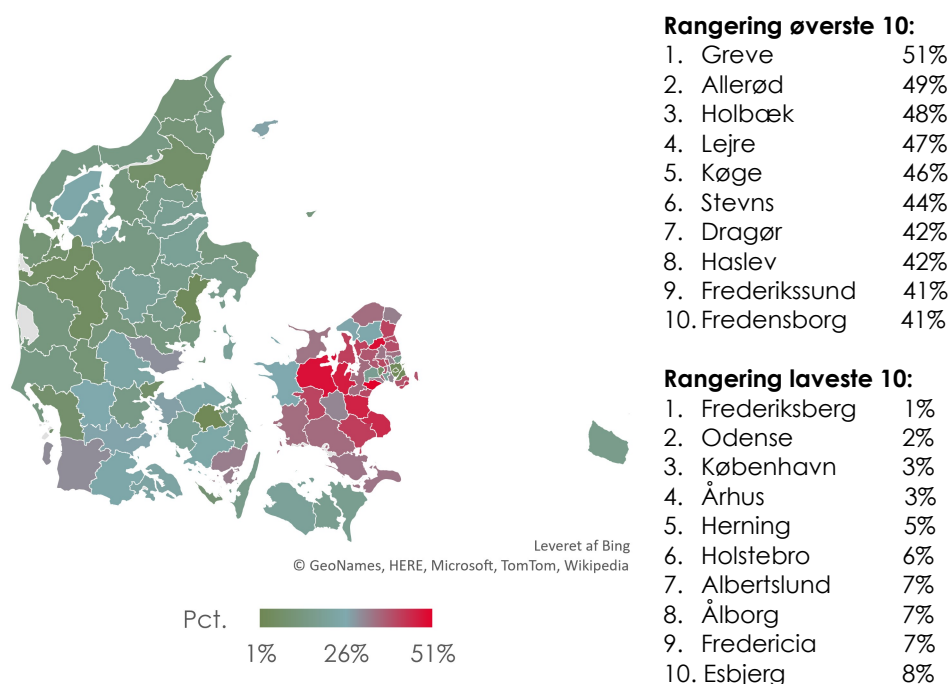 Rangering øverste 10:
1. Greve 51%
2. Allerød 49%
3. Holbæk 48%
4. Lejre 47%
5. Køge 46%
6. Stevns 44%
7. Dragør 42%
8. Haslev 42%
9. Frederikssund 41%
10. Fredensborg 41%
Rangering laveste 10:
1. Frederiksberg 1%
2. Odense 2%
3. København 3%
4. Århus 3%
5. Herning 5%
6. Holstebro 6%
7. Albertslund 7%
8. Ålborg 7%
9. Fredericia 7%
10. Esbjerg 8%
Leveret af Bing
© GeoNames, HERE, Microsoft, TomTom, Wikipedia
Pct.
1% 26% 51%